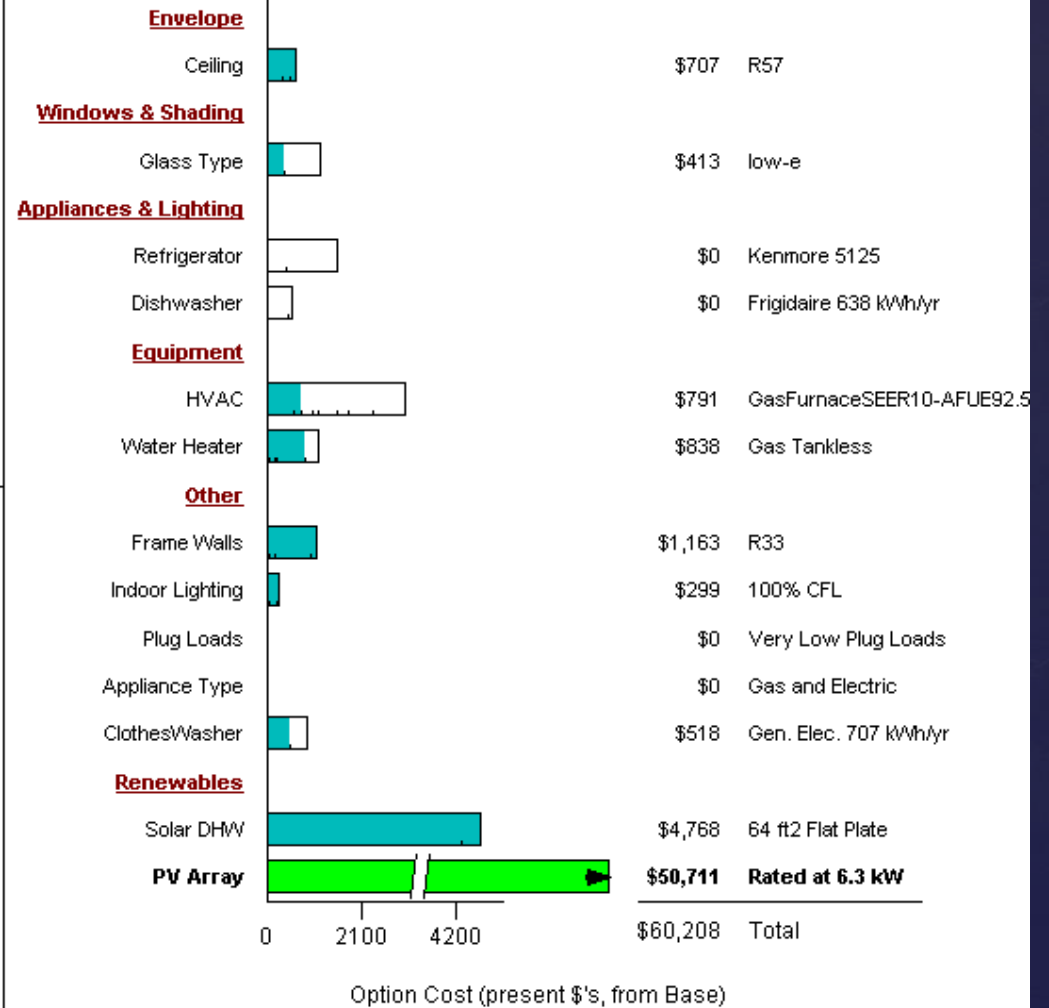 Envelope
Ceiling $707 R57
Windows & Shading
Glass Type $413 low-e
Appliances & Lighting
Refrigerator $0 Kenmore 5125
Dishwasher $0 Frigidaire 638 kWh/yr
Equipment
HVAC $791 GasFurnaceSEER10-AFUE92.5
Water Heater $838 Gas Tankless
Other
Frame Walls $1,163 R33
Indoor Lighting $299 100% CFL
Plug Loads $0 Very Low Plug Loads
Appliance Type $0 Gas and Electric
ClothesWasher $518 Gen. Elec. 707 kWh/yr
Renewables
Solar DHW $4,768 64 ft2 Flat Plate
PV Array $50,711 Rated at 6.3 kW
0 2100 4200 $60,208 Total
Option Cost (present $'s, from Base)